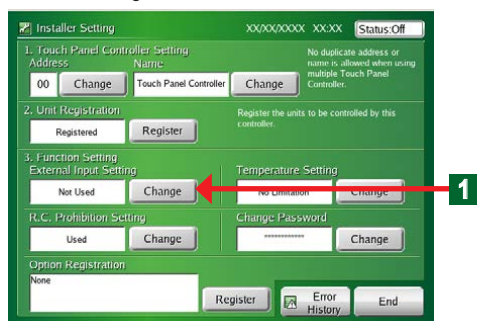 Installer Setting XX/XX/XXXX XX:XX Status:Off
1. Touch Panel Controller Setting
Address Name
00 Change Touch Panel Controller Change
No duplicate address or
name is allowed when using
multiple Touch Panel
Controller.
2. Unit Registration
Registered Register
Register the units to be controlled by this
controller.
3. Function Setting
External Input Setting Temperature Setting
Not Used Change No Limitation Change
1
R.C. Prohibition Setting Change Password
Used Change ************ Change
Option Registration
None
Register Error
History End